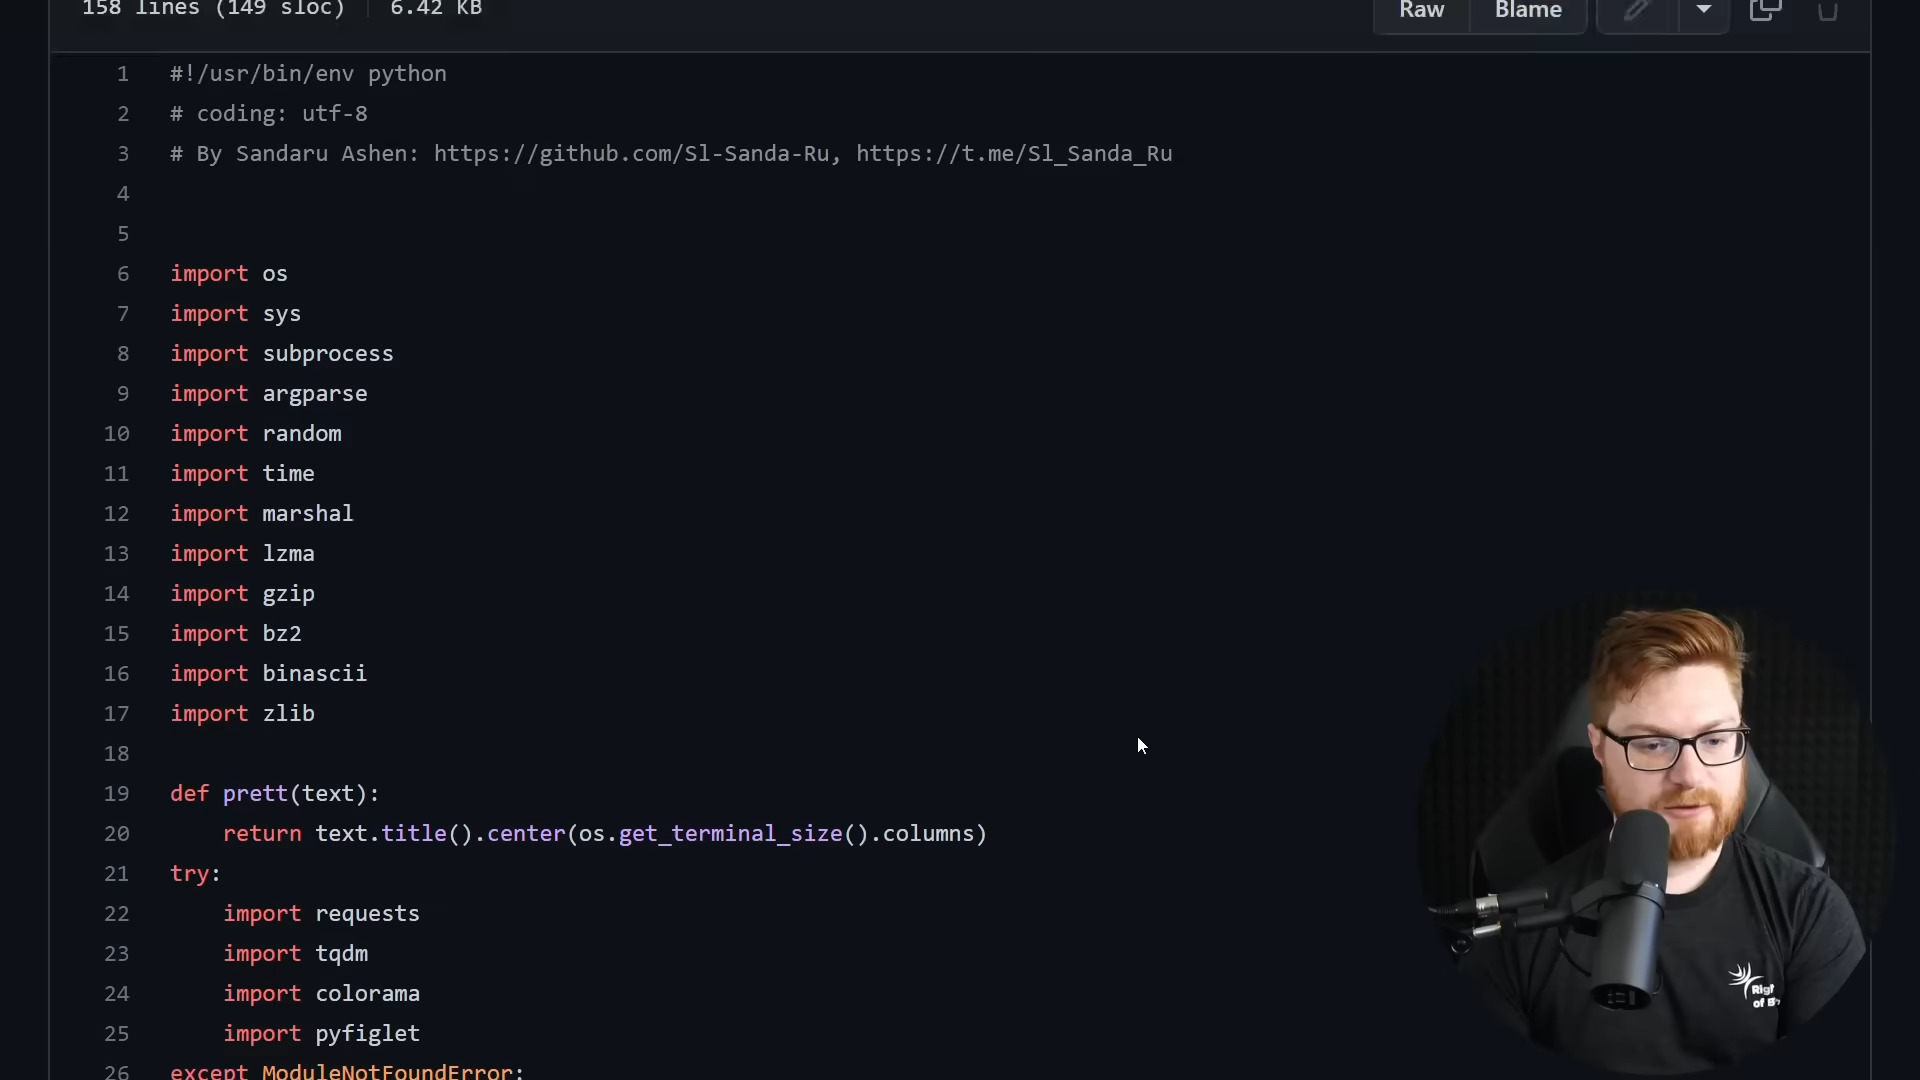 158 lines (149 sloc) 6.42 KB Raw Blame
1 #!/usr/bin/env python
2 # coding: utf-8
3 # By Sandaru Ashen: https://github.com/Sl-Sanda-Ru, https://t.me/Sl_Sanda_Ru
4
5
6 import os
7 import sys
8 import subprocess
9 import argparse
10 import random
11 import time
12 import marshal
13 import lzma
14 import gzip
15 import bz2
16 import binascii
17 import zlib
18
19 def prett(text):
20     return text.title().center(os.get_terminal_size().columns)
21 try:
22     import requests
23     import tqdm
24     import colorama
25     import pyfiglet
26 except ModuleNotFoundError:
of